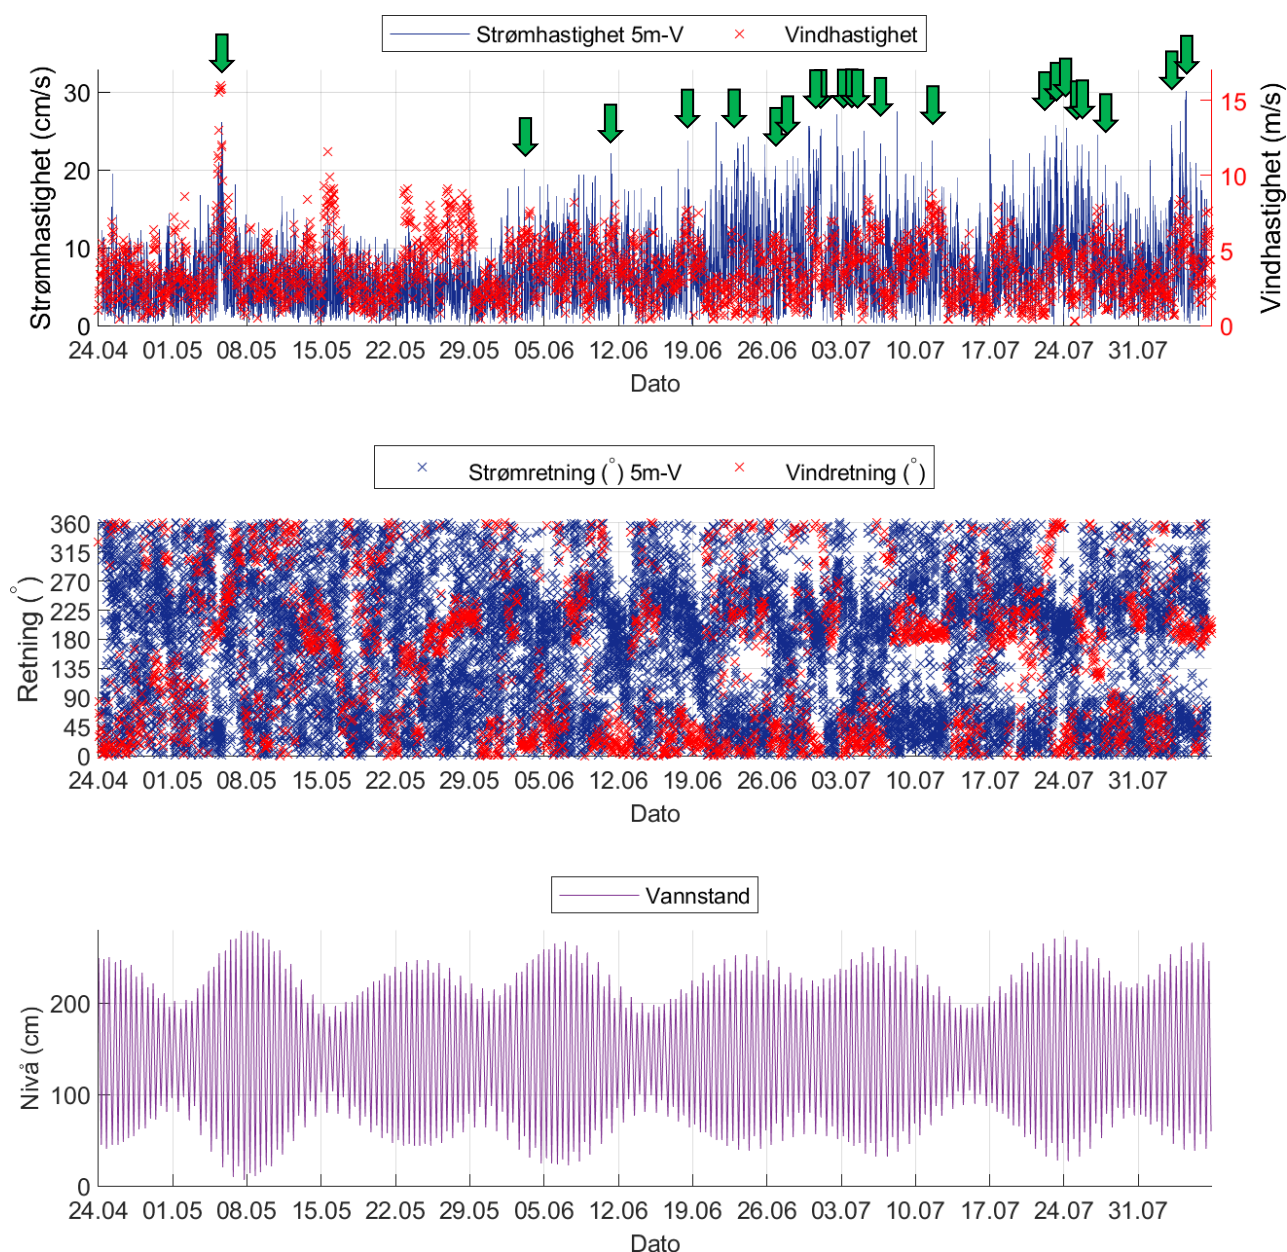 Strømhastighet 5m-V Vindhastighet
Strømhastighet (cm/s)
30
20
10
0
15
10
5
0
Vindhastighet (m/s)
24.04 01.05 08.05 15.05 22.05 29.05 05.06 12.06 19.06 26.06 03.07 10.07 17.07 24.07 31.07
Dato
Strømretning (°) 5m-V Vindretning (°)
Retning (°)
360
315
270
225
180
135
90
45
0
24.04 01.05 08.05 15.05 22.05 29.05 05.06 12.06 19.06 26.06 03.07 10.07 17.07 24.07 31.07
Dato
Vannstand
Nivå (cm)
200
100
0
24.04 01.05 08.05 15.05 22.05 29.05 05.06 12.06 19.06 26.06 03.07 10.07 17.07 24.07 31.07
Dato